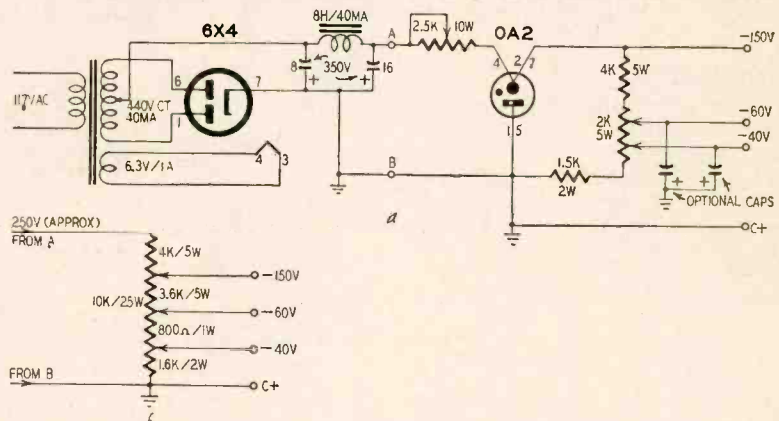 8H/40MA
6X4
A
2.5K
10W
0A2
-150V
8
+
350V
+
16
4
2
7
4K
5W
6
7
117VAC
440V CT
40MA
1
2K
5W
-60V
-40V
1,5
6.3V/1A
4
3
B
1.5K
2W
+
+
OPTIONAL CAPS
a
C+
250V (APPROX)
FROM A
4K/5W
-150V
10K/25W
3.6K/5W
-60V
800Ω/1W
-40V
1.6K/2W
FROM B
C+